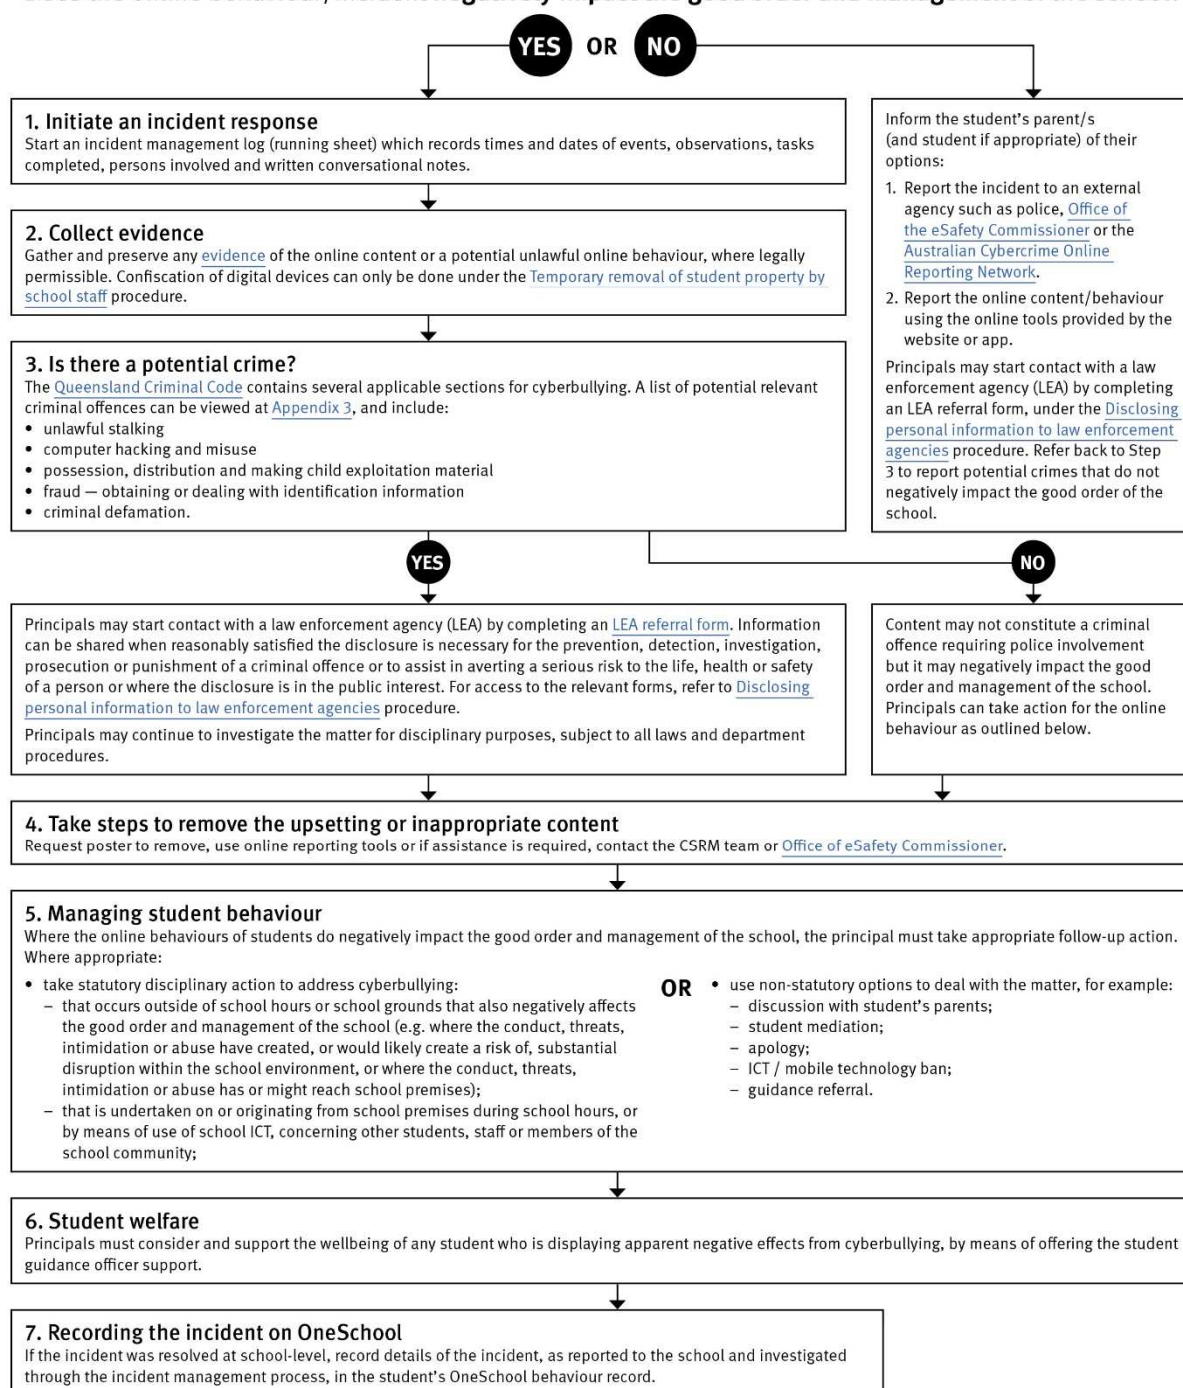 YES OR NO
1. Initiate an incident response
Start an incident management log (running sheet) which records times and dates of events, observations, tasks
completed, persons involved and written conversational notes.
Inform the student's parent/s
(and student if appropriate) of their
options:
1. Report the incident to an external
agency such as police, Office of
the eSafety Commissioner or the
Australian Cybercrime Online
Reporting Network.
2. Report the online content/behaviour
using the online tools provided by the
website or app.
Principals may start contact with a law
enforcement agency (LEA) by completing
an LEA referral form, under the Disclosing
personal information to law enforcement
agencies procedure. Refer back to Step
3 to report potential crimes that do not
negatively impact the good order of the
school.
2. Collect evidence
Gather and preserve any evidence of the online content or a potential unlawful online behaviour, where legally
permissible. Confiscation of digital devices can only be done under the Temporary removal of student property by
school staff procedure.
3. Is there a potential crime?
The Queensland Criminal Code contains several applicable sections for cyberbullying. A list of potential relevant
criminal offences can be viewed at Appendix 3, and include:
• unlawful stalking
• computer hacking and misuse
• possession, distribution and making child exploitation material
• fraud — obtaining or dealing with identification information
• criminal defamation.
YES
NO
Principals may start contact with a law enforcement agency (LEA) by completing an LEA referral form. Information
can be shared when reasonably satisfied the disclosure is necessary for the prevention, detection, investigation,
prosecution or punishment of a criminal offence or to assist in averting a serious risk to the life, health or safety
of a person or where the disclosure is in the public interest. For access to the relevant forms, refer to Disclosing
personal information to law enforcement agencies procedure.
Principals may continue to investigate the matter for disciplinary purposes, subject to all laws and department
procedures.
Content may not constitute a criminal
offence requiring police involvement
but it may negatively impact the good
order and management of the school.
Principals can take action for the online
behaviour as outlined below.
4. Take steps to remove the upsetting or inappropriate content
Request poster to remove, use online reporting tools or if assistance is required, contact the CSRM team or Office of eSafety Commissioner.
5. Managing student behaviour
Where the online behaviours of students do negatively impact the good order and management of the school, the principal must take appropriate follow-up action.
Where appropriate:
• take statutory disciplinary action to address cyberbullying:
– that occurs outside of school hours or school grounds that also negatively affects
the good order and management of the school (e.g. where the conduct, threats,
intimidation or abuse have created, or would likely create a risk of, substantial
disruption within the school environment, or where the conduct, threats,
intimidation or abuse has or might reach school premises);
– that is undertaken on or originating from school premises during school hours, or
by means of use of school ICT, concerning other students, staff or members of the
school community;
OR
• use non-statutory options to deal with the matter, for example:
– discussion with student's parents;
– student mediation;
– apology;
– ICT / mobile technology ban;
– guidance referral.
6. Student welfare
Principals must consider and support the wellbeing of any student who is displaying apparent negative effects from cyberbullying, by means of offering the student
guidance officer support.
7. Recording the incident on OneSchool
If the incident was resolved at school-level, record details of the incident, as reported to the school and investigated
through the incident management process, in the student's OneSchool behaviour record.